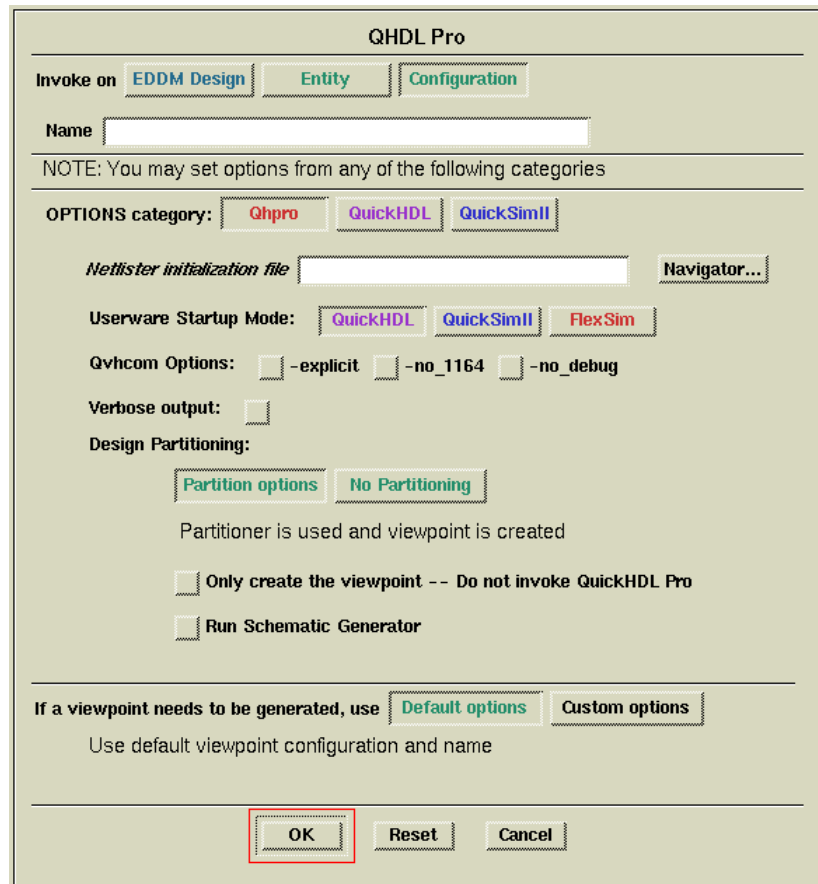 QHDL Pro
Invoke on EDDM Design Entity Configuration
Name
NOTE: You may set options from any of the following categories
OPTIONS category: Qhpro QuickHDL QuickSimII
Netlister initialization file Navigator...
Userware Startup Mode: QuickHDL QuickSimII FlexSim
Qvhcom Options: -explicit -no_1164 -no_debug
Verbose output:
Design Partitioning:
Partition options No Partitioning
Partitioner is used and viewpoint is created
Only create the viewpoint -- Do not invoke QuickHDL Pro
Run Schematic Generator
If a viewpoint needs to be generated, use Default options Custom options
Use default viewpoint configuration and name
OK Reset Cancel